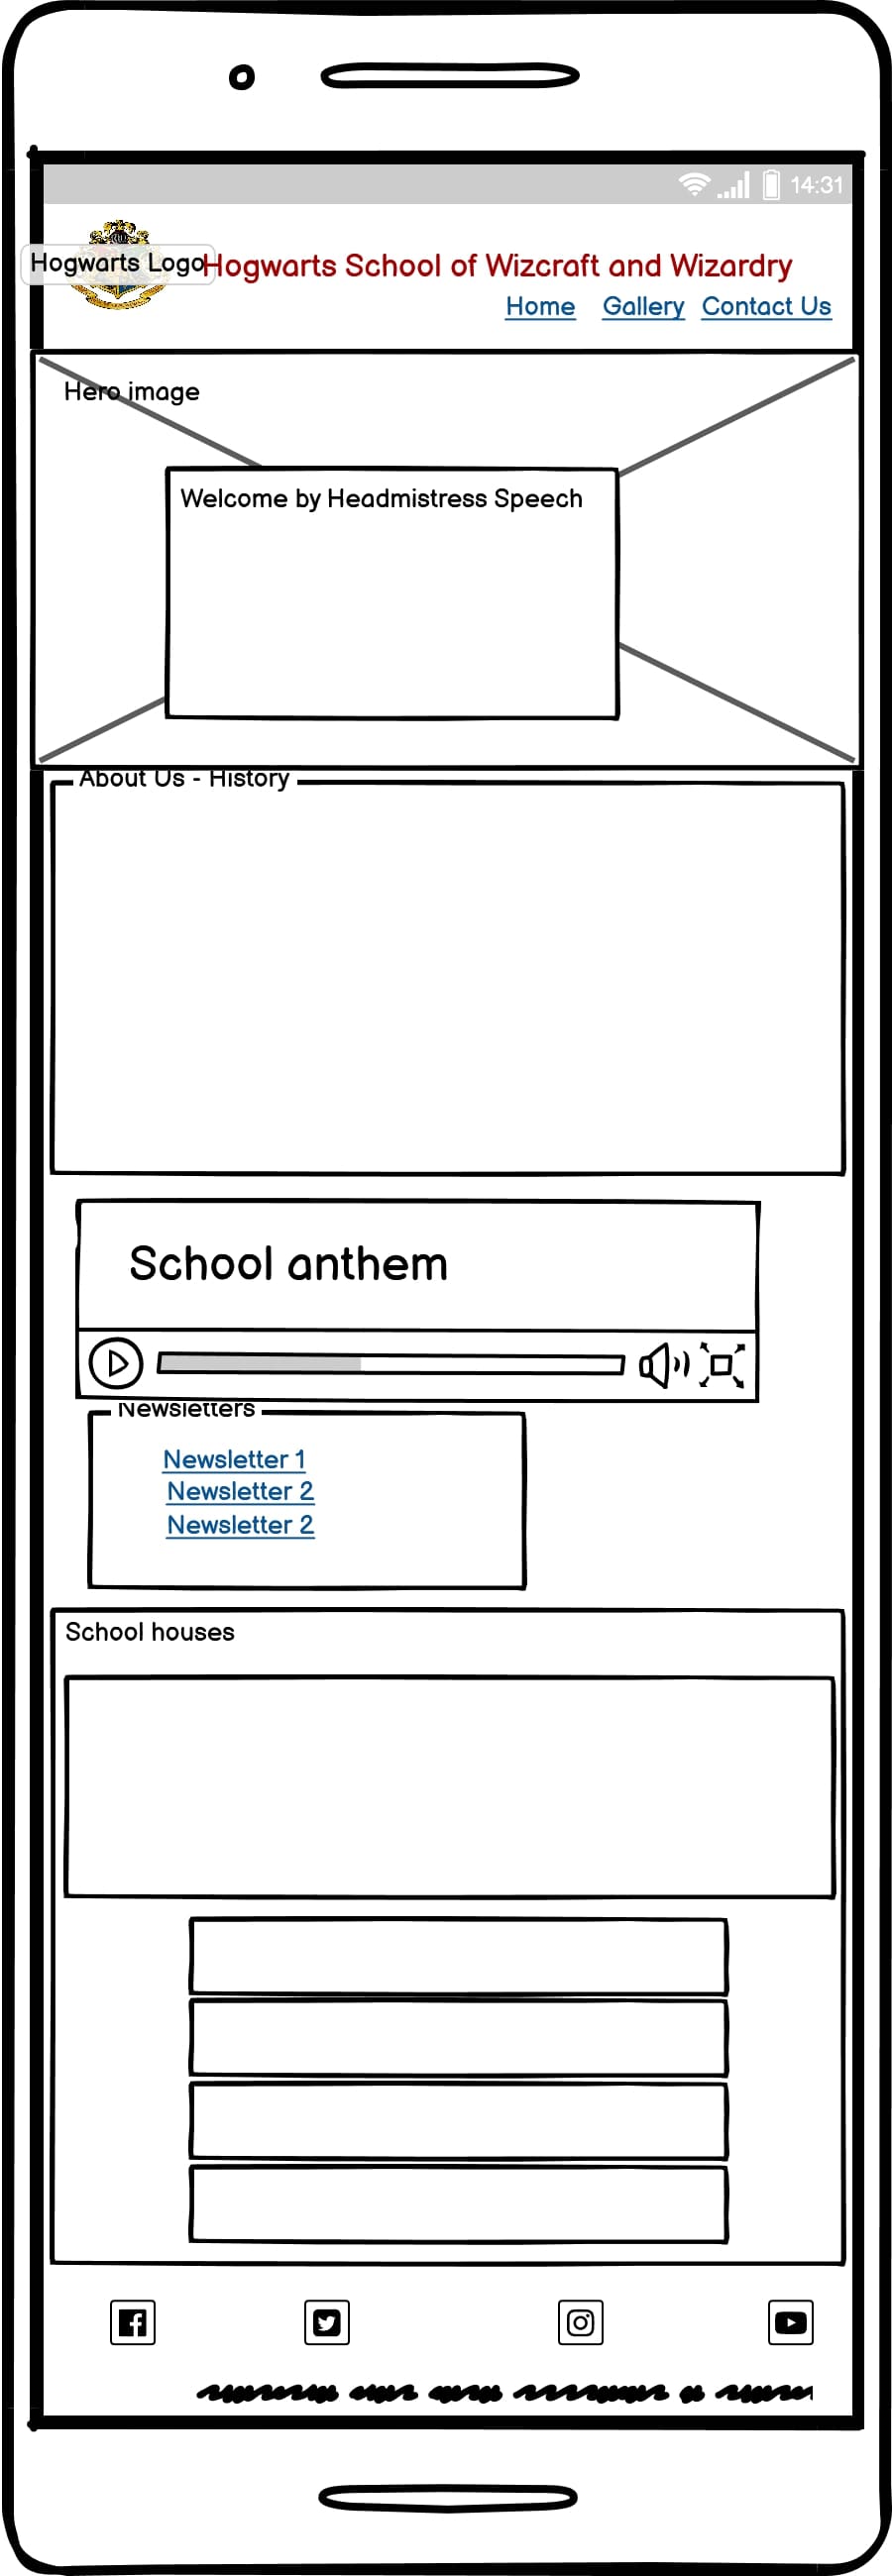 14:31
Hogwarts Logo
Hogwarts School of Wizcraft and Wizardry
Home Gallery Contact Us
Hero image
Welcome by Headmistress Speech
About Us - History
School anthem
Newsletters
Newsletter 1
Newsletter 2
Newsletter 2
School houses